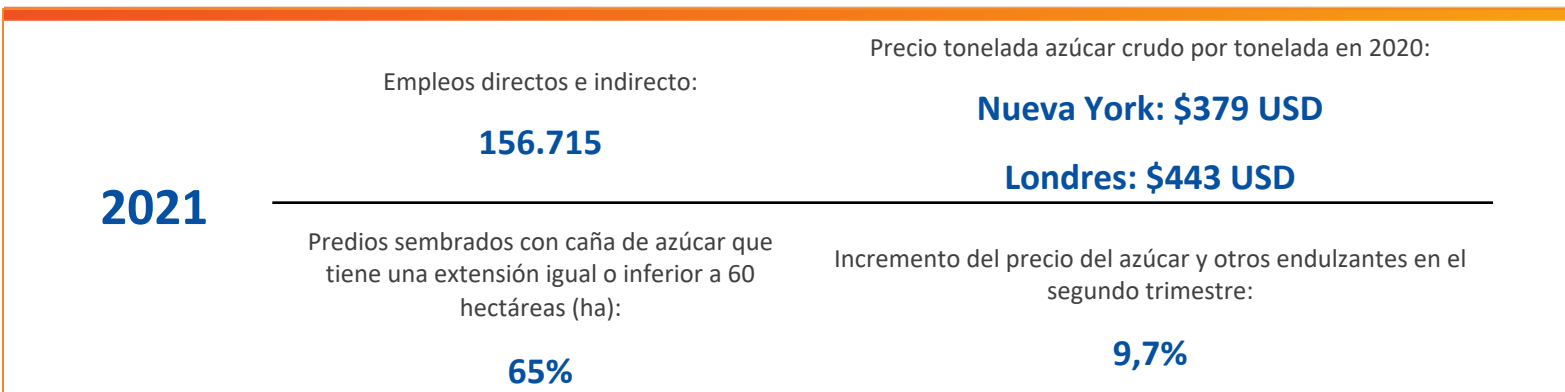 2021
Empleos directos e indirecto:
156.715
Precio tonelada azúcar crudo por tonelada en 2020:
Nueva York: $379 USD
Londres: $443 USD
Predios sembrados con caña de azúcar que
tiene una extensión igual o inferior a 60
hectáreas (ha):
65%
Incremento del precio del azúcar y otros endulzantes en el
segundo trimestre:
9,7%